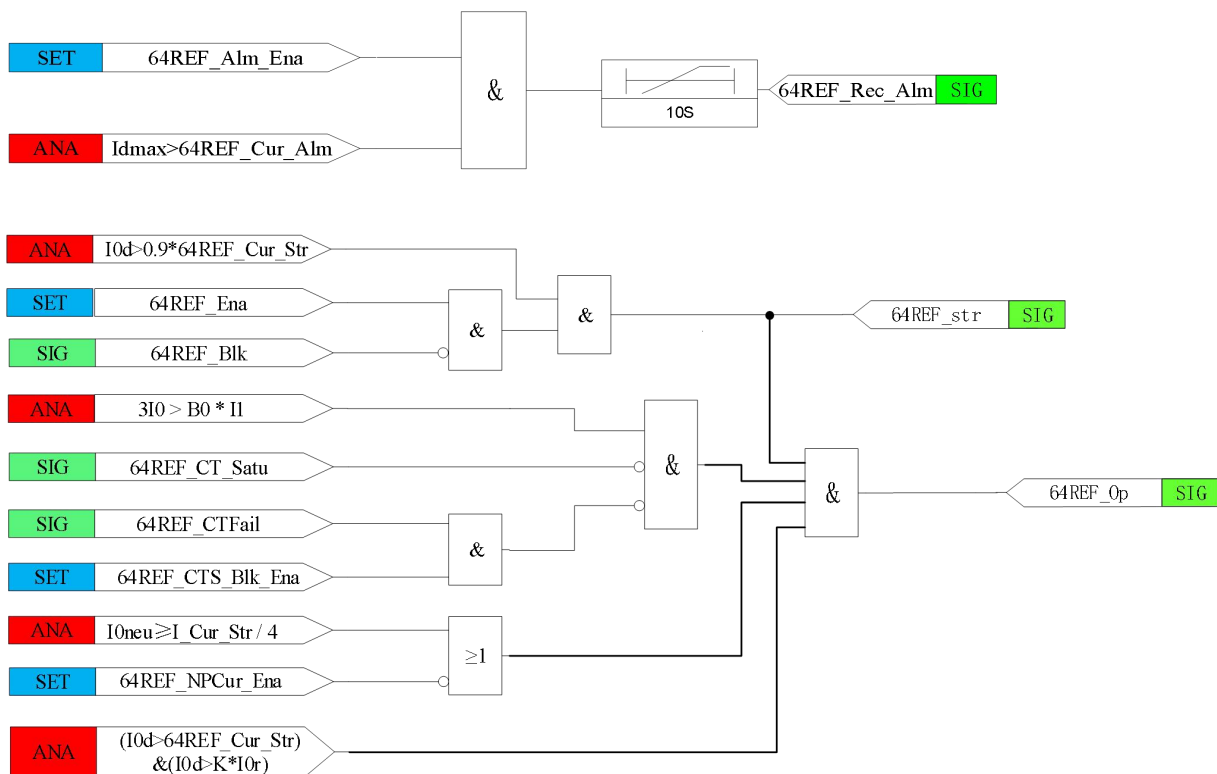 SET 64REF_Alm_Ena
&
10S
64REF_Rec_Alm SIG
ANA Idmax>64REF_Cur_Alm
ANA I0d>0.9*64REF_Cur_Str
SET 64REF_Ena
&
&
64REF_str SIG
SIG 64REF_Blk
ANA 3I0 > B0 * I1
SIG 64REF_CT_Satu
&
&
64REF_Op SIG
SIG 64REF_CTFail
&
SET 64REF_CTS_Blk_Ena
ANA I0neu≥I_Cur_Str / 4
≥1
SET 64REF_NPCur_Ena
ANA (I0d>64REF_Cur_Str)
&(I0d>K*I0r)